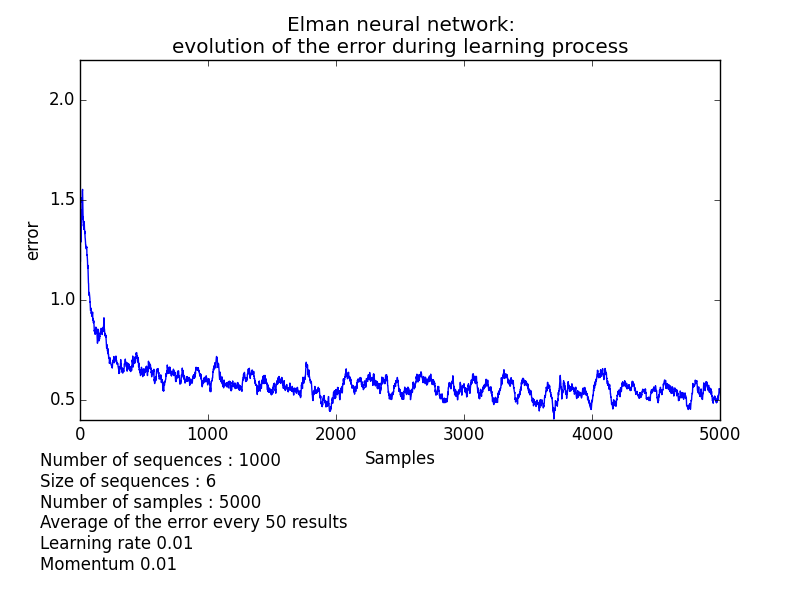 Elman neural network:
evolution of the error during learning process
2.0
1.5
1.0
0.5
error
0 1000 2000 3000 4000 5000
Samples
Number of sequences : 1000
Size of sequences : 6
Number of samples : 5000
Average of the error every 50 results
Learning rate 0.01
Momentum 0.01